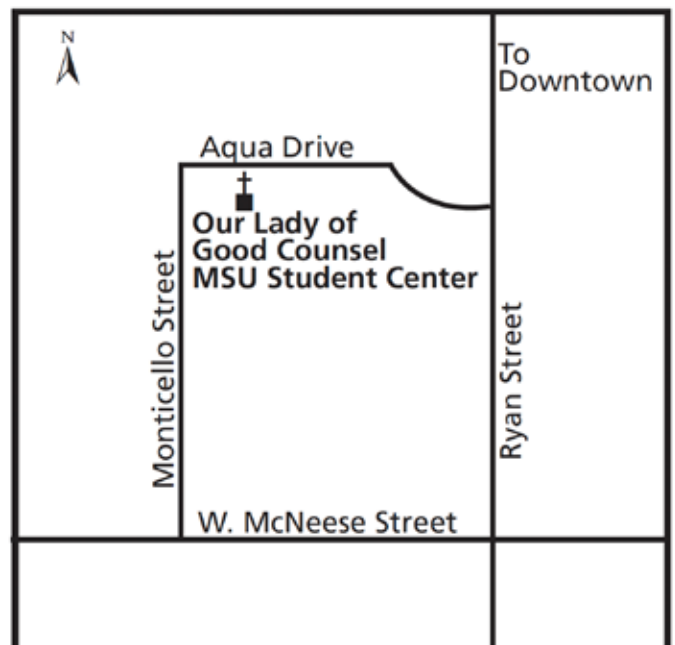 N
To
Downtown
Aqua Drive
Our Lady of
Good Counsel
MSU Student Center
Monticello Street
Ryan Street
W. McNeese Street